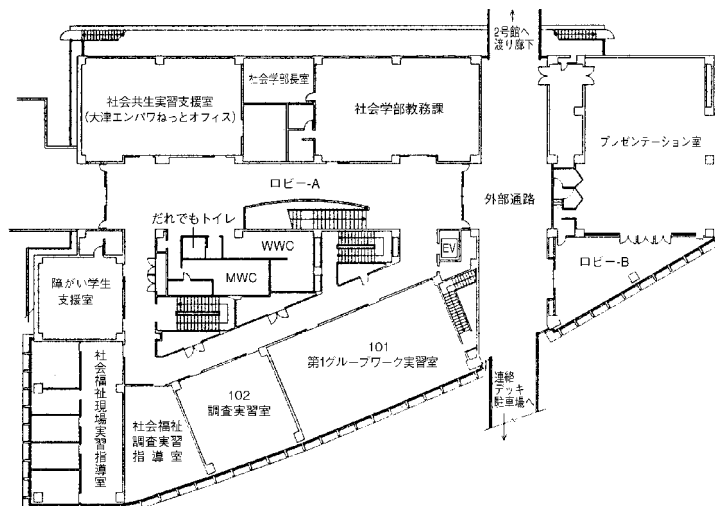 2号館へ
渡り廊下
社会共生実習支援室
(大津エンパワねっとオフィス)
社会学部長室
社会学部教務課
プレゼンテーション室
ロビー-A
外部通路
だれでもトイレ
WWC
MWC
EV
ロビー-B
障がい学生
支援室
101
第1グループワーク実習室
102
調査実習室
社会福祉現場実習指導室
社会福祉
調査実習
指導室
連絡
デッキ
駐車場へ